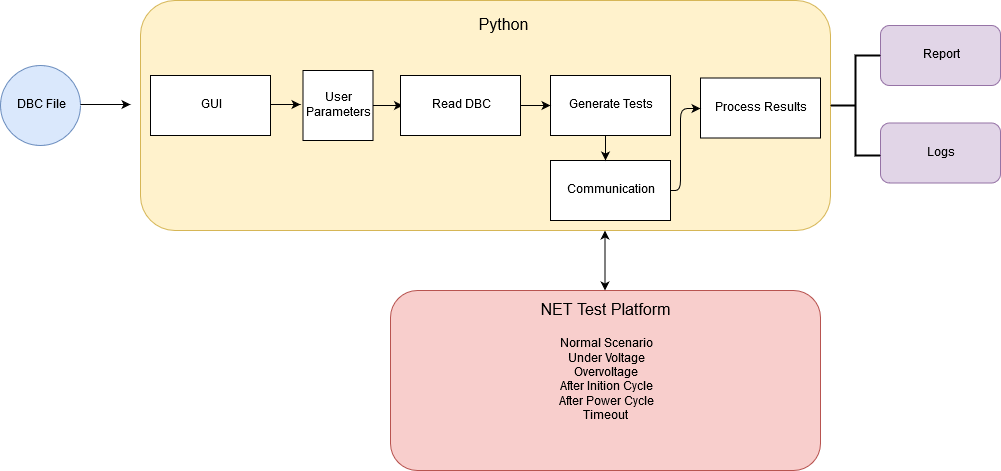 Python
DBC File
GUI
User
Parameters
Read DBC
Generate Tests
Process Results
Communication
Report
Logs
NET Test Platform
Normal Scenario
Under Voltage
Overvoltage
After Inition Cycle
After Power Cycle
Timeout